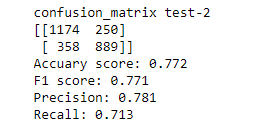 confusion_matrix test-2
[[1174  250]
 [ 358  889]]
Accuary score: 0.772
F1 score: 0.771
Precision: 0.781
Recall: 0.713